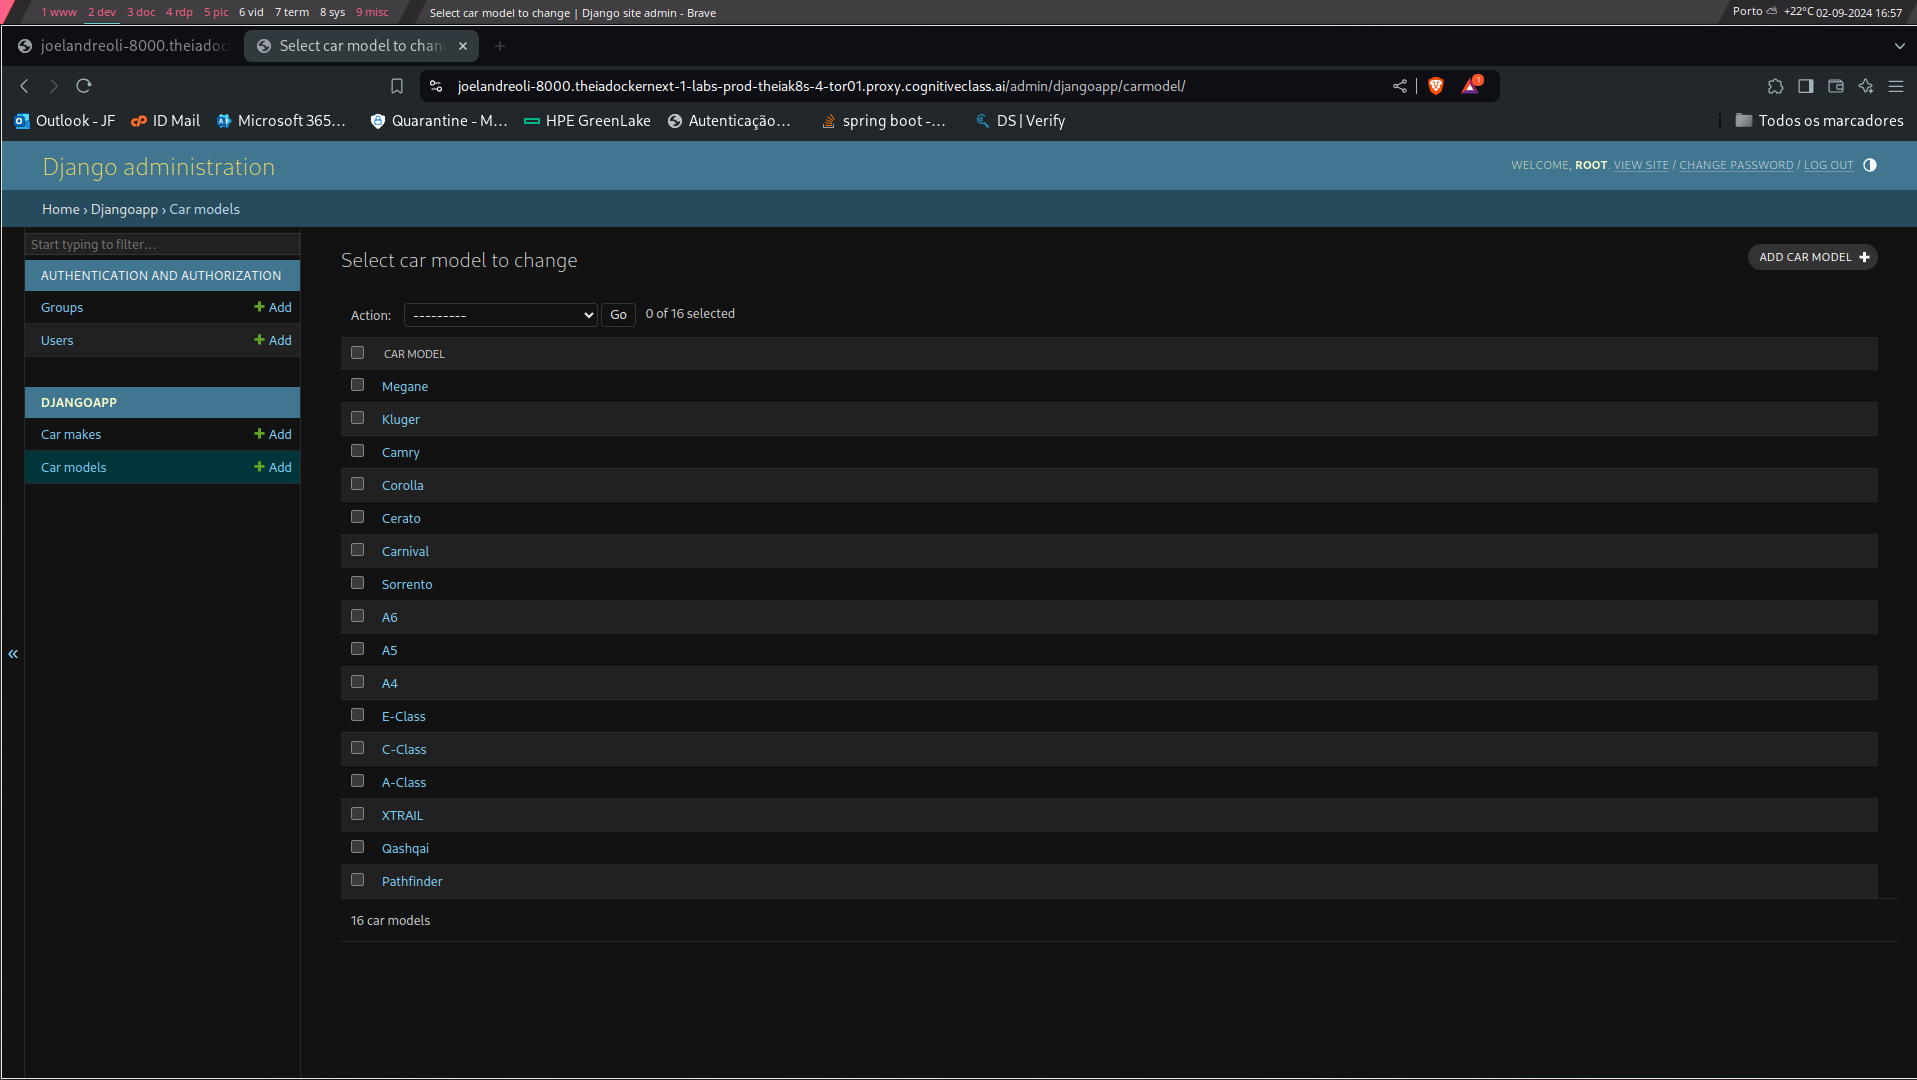 1 www 2 dev 3 doc 4 rdp 5 pic 6 vid 7 term 8 sys 9 misc Select car model to change | Django site admin - Brave Porto +22°C 02-09-2024 16:57
joelandreoli-8000.theiadoc Select car model to chan
joelandreoli-8000.theiadockernext-1-labs-prod-theiak8s-4-tor01.proxy.cognitiveclass.ai/admin/djangoapp/carmodel/ 1
Outlook - JF ID Mail Microsoft 365... Quarantine - M... HPE GreenLake Autenticação... spring boot -... DS | Verify Todos os marcadores
Django administration WELCOME, ROOT. VIEW SITE / CHANGE PASSWORD / LOG OUT
Home › Djangoapp › Car models
Start typing to filter...
AUTHENTICATION AND AUTHORIZATION
Groups + Add
Users + Add
DJANGOAPP
Car makes + Add
Car models + Add
«
Select car model to change
ADD CAR MODEL +
Action: --------- Go 0 of 16 selected
CAR MODEL
Megane
Kluger
Camry
Corolla
Cerato
Carnival
Sorrento
A6
A5
A4
E-Class
C-Class
A-Class
XTRAIL
Qashqai
Pathfinder
16 car models